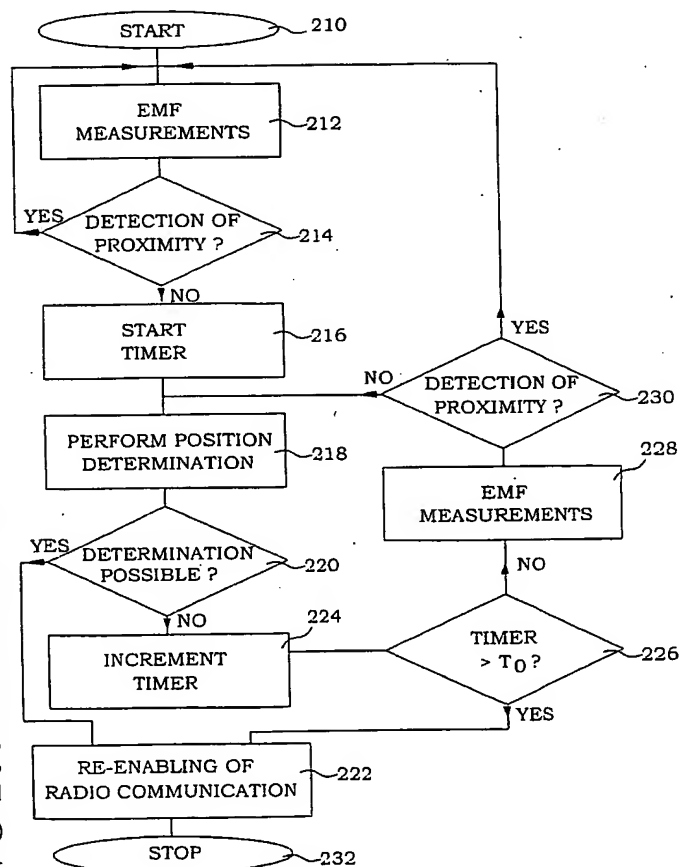 START
210
EMF
MEASUREMENTS
212
YES
DETECTION OF
PROXIMITY ?
214
NO
START
TIMER
216
YES
NO
DETECTION OF
PROXIMITY ?
230
PERFORM POSITION
DETERMINATION
218
228
EMF
MEASUREMENTS
YES
DETERMINATION
POSSIBLE ?
220
NO
NO
224
INCREMENT
TIMER
TIMER
> T0 ?
226
YES
RE-ENABLING OF
RADIO COMMUNICATION
222
STOP
232